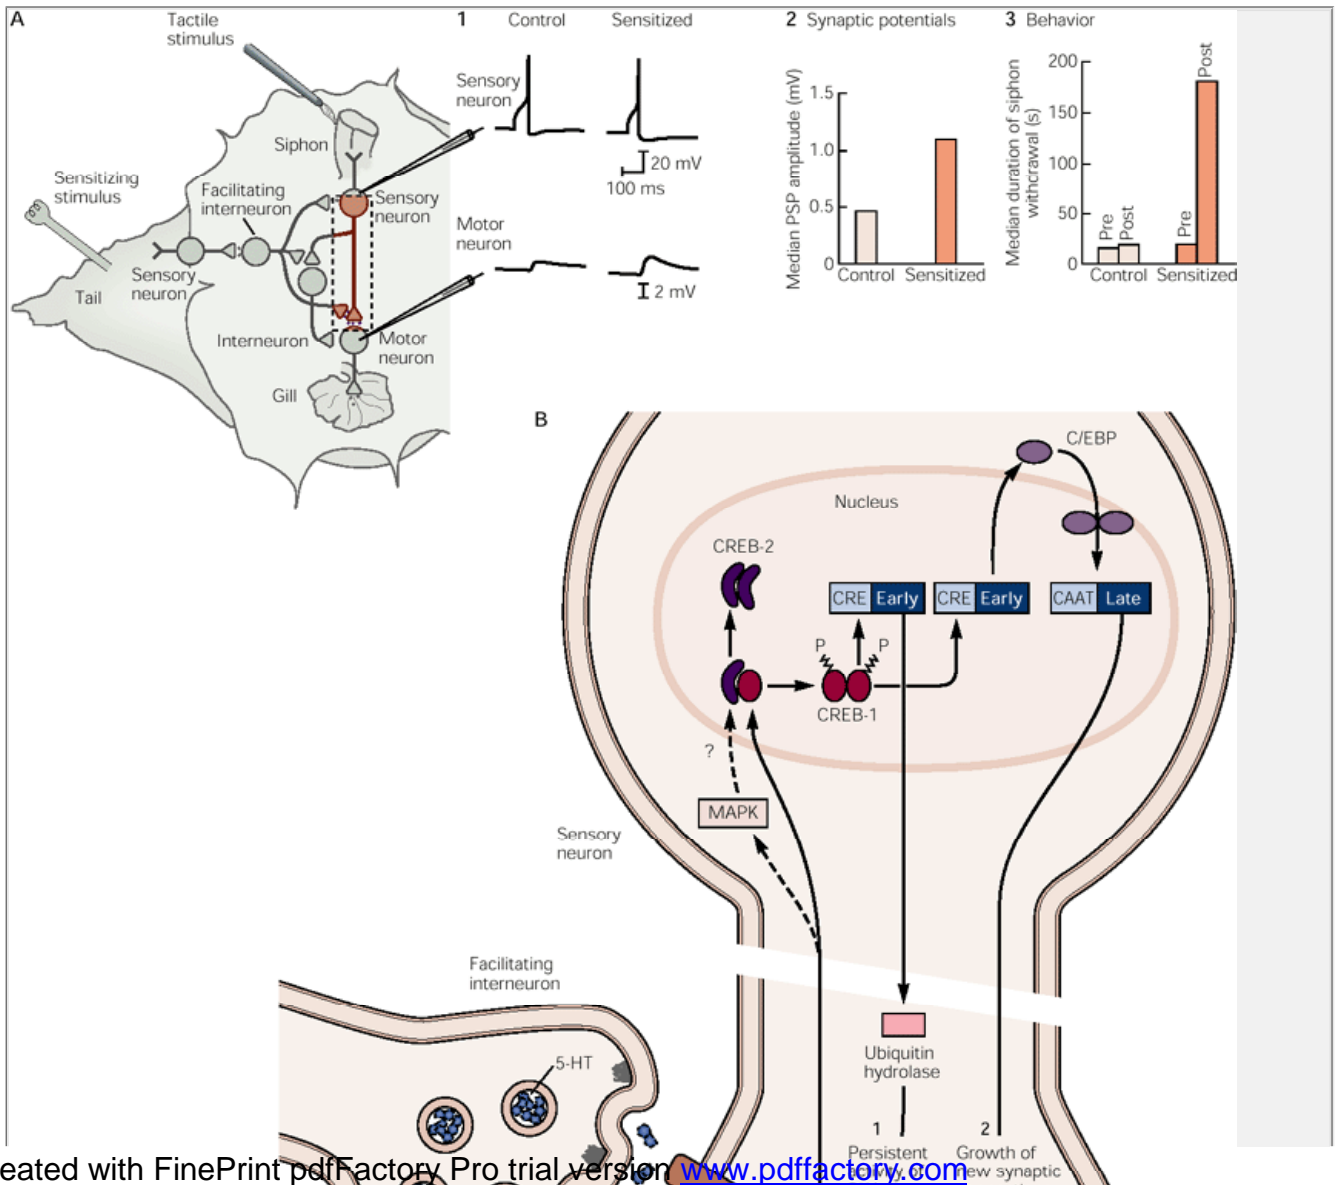 A
Tactile
stimulus
Siphon
Sensitizing
stimulus
Facilitating
interneuron
Sensory
neuron
Sensory
neuron
Tail
Interneuron
Motor
neuron
Gill
1 Control Sensitized
Sensory
neuron
20 mV
100 ms
Motor
neuron
2 mV
2 Synaptic potentials
Median PSP amplitude (mV)
1.5
1.0
0.5
0
Control Sensitized
3 Behavior
Median duration of siphon
withdrawal (s)
200
150
100
50
0
Pre
Post
Pre
Post
Control Sensitized
B
C/EBP
Nucleus
CREB-2
CRE Early CRE Early CAAT Late
P P
CREB-1
?
MAPK
Sensory
neuron
Facilitating
interneuron
5-HT
Ubiquitin
hydrolase
1 2
Persistent Growth of
new synaptic
eated with FinePrint pdfFactory Pro trial version www.pdffactory.com